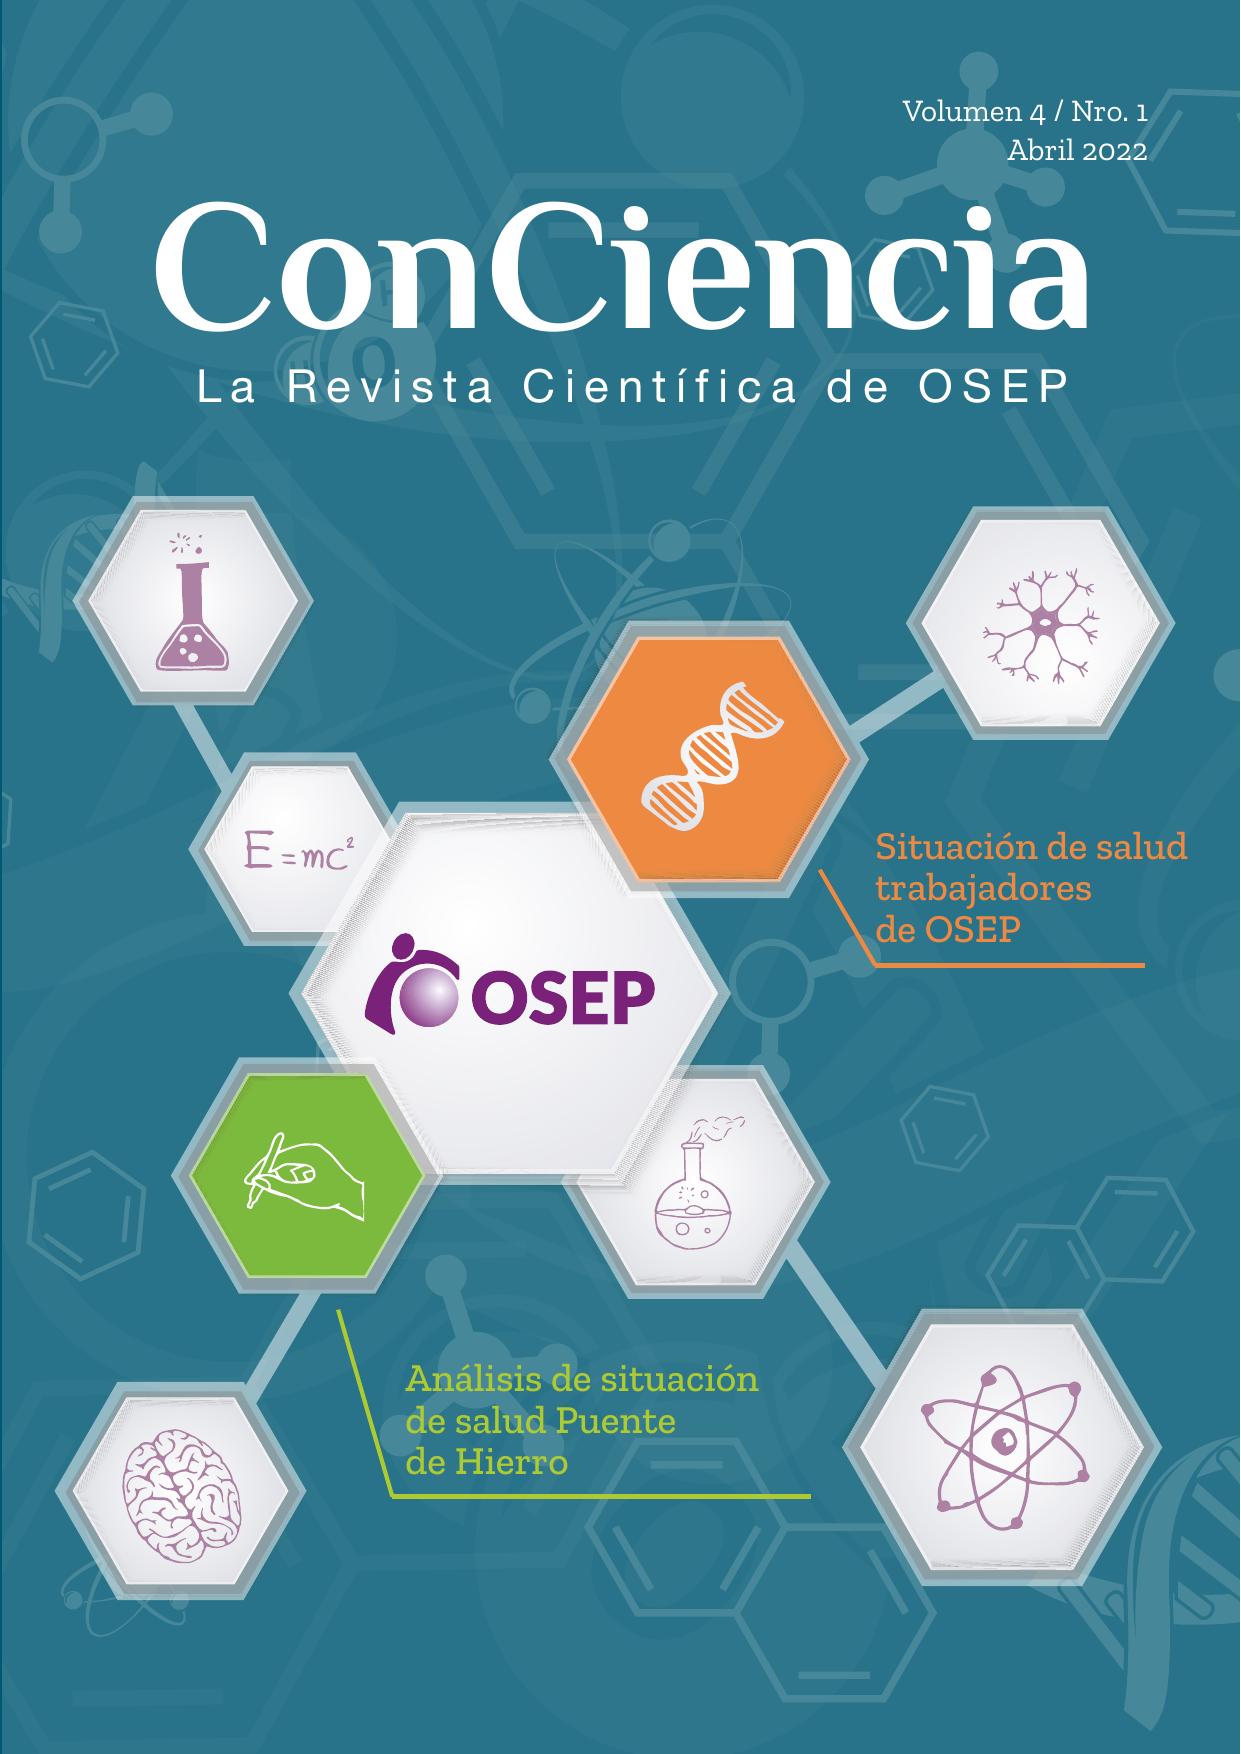 Volumen 4 / Nro. 1
Abril 2022
ConCiencia
La Revista Científica de OSEP
E=mc²
Situación de salud
trabajadores
de OSEP
OSEP
Análisis de situación
de salud Puente
de Hierro